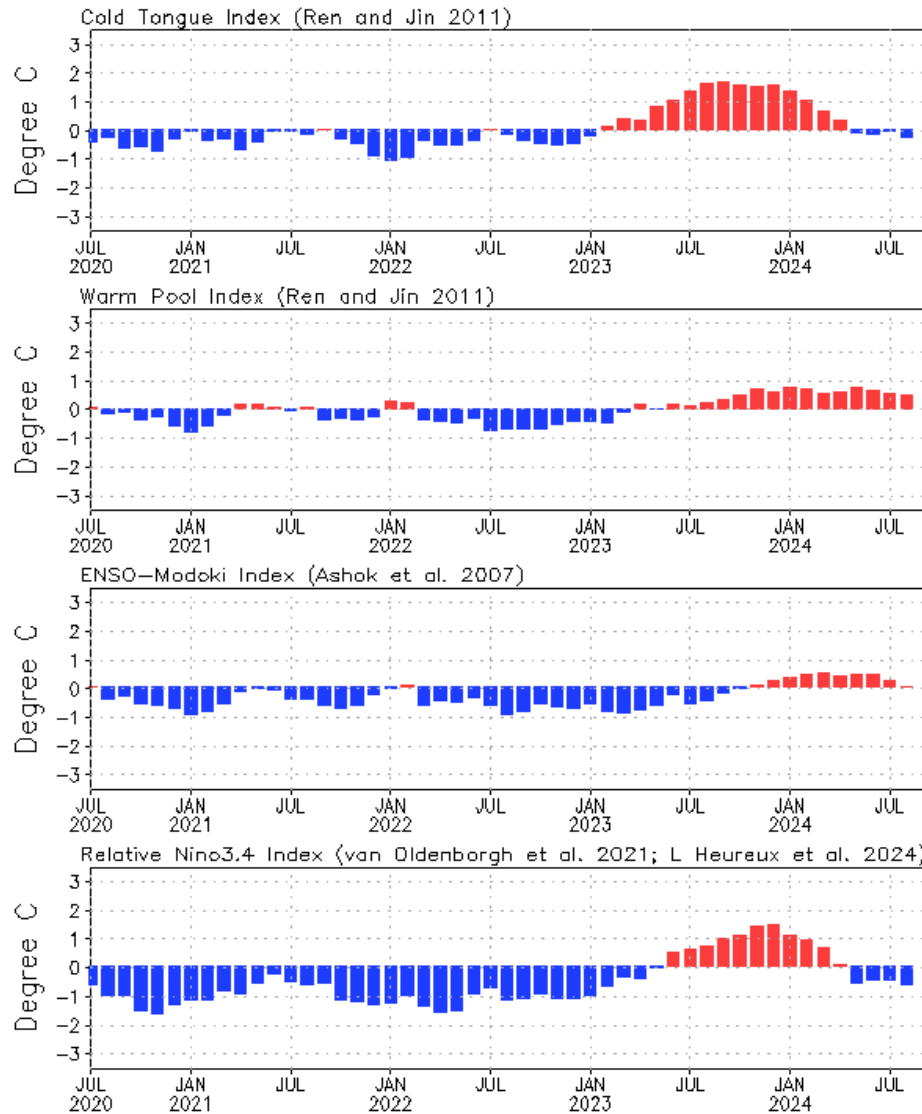 Cold Tongue Index (Ren and Jin 2011)
Degree C
3
2
1
0
−1
−2
−3
JUL JAN JUL JAN JUL JAN JUL JAN JUL
2020 2021 2022 2023 2024
Warm Pool Index (Ren and Jin 2011)
Degree C
3
2
1
0
−1
−2
−3
JUL JAN JUL JAN JUL JAN JUL JAN JUL
2020 2021 2022 2023 2024
ENSO−Modoki Index (Ashok et al. 2007)
Degree C
3
2
1
0
−1
−2
−3
JUL JAN JUL JAN JUL JAN JUL JAN JUL
2020 2021 2022 2023 2024
Relative Nino3.4 Index (van Oldenborgh et al. 2021; L Heureux et al. 2024)
Degree C
3
2
1
0
−1
−2
−3
JUL JAN JUL JAN JUL JAN JUL JAN JUL
2020 2021 2022 2023 2024